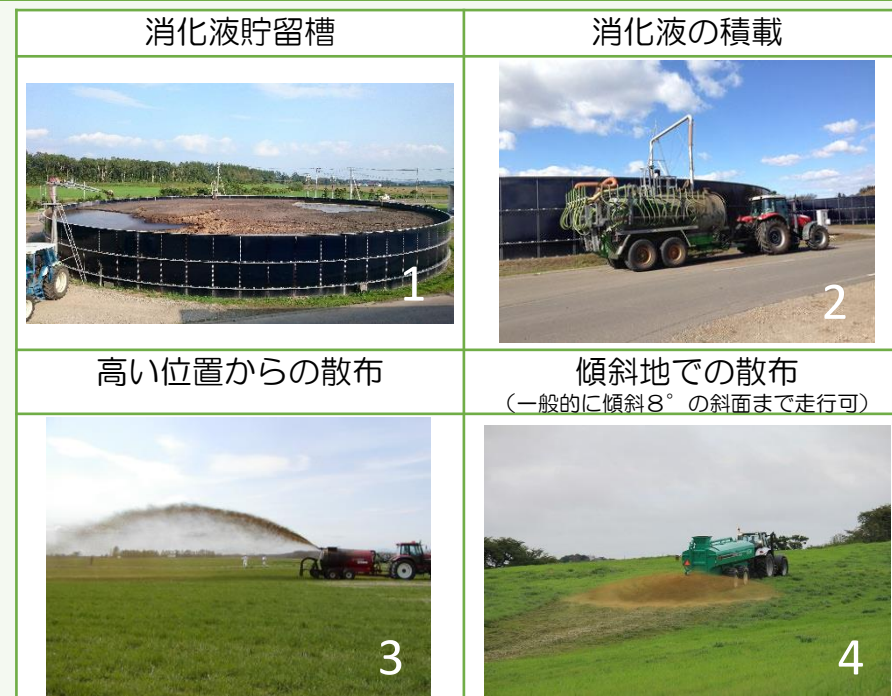 消化液貯留槽
消化液の積載
1
2
高い位置からの散布
傾斜地での散布
（一般的に傾斜８°の斜面まで走行可）
3
4